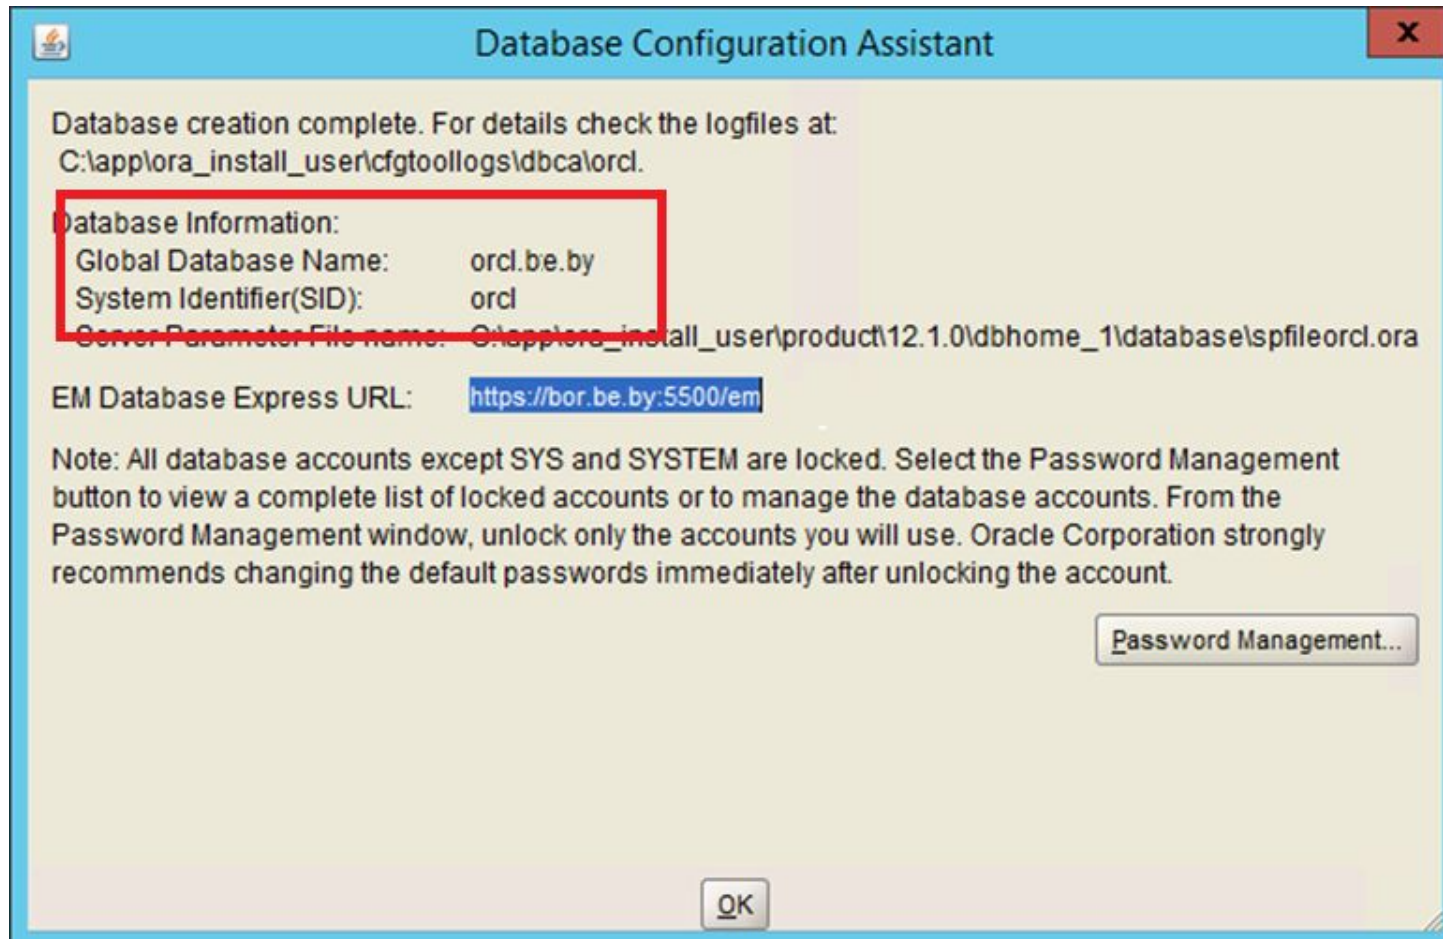 Database Configuration Assistant
x
Database creation complete. For details check the logfiles at:
C:\app\ora_install_user\cfgtoollogs\dbca\orcl.
Database Information:
Global Database Name: orcl.be.by
System Identifier(SID): orcl
Server Parameter File name: C:\app\ora_install_user\product\12.1.0\dbhome_1\database\spfileorcl.ora
EM Database Express URL: https://bor.be.by:5500/em
Note: All database accounts except SYS and SYSTEM are locked. Select the Password Management
button to view a complete list of locked accounts or to manage the database accounts. From the
Password Management window, unlock only the accounts you will use. Oracle Corporation strongly
recommends changing the default passwords immediately after unlocking the account.
Password Management...
OK